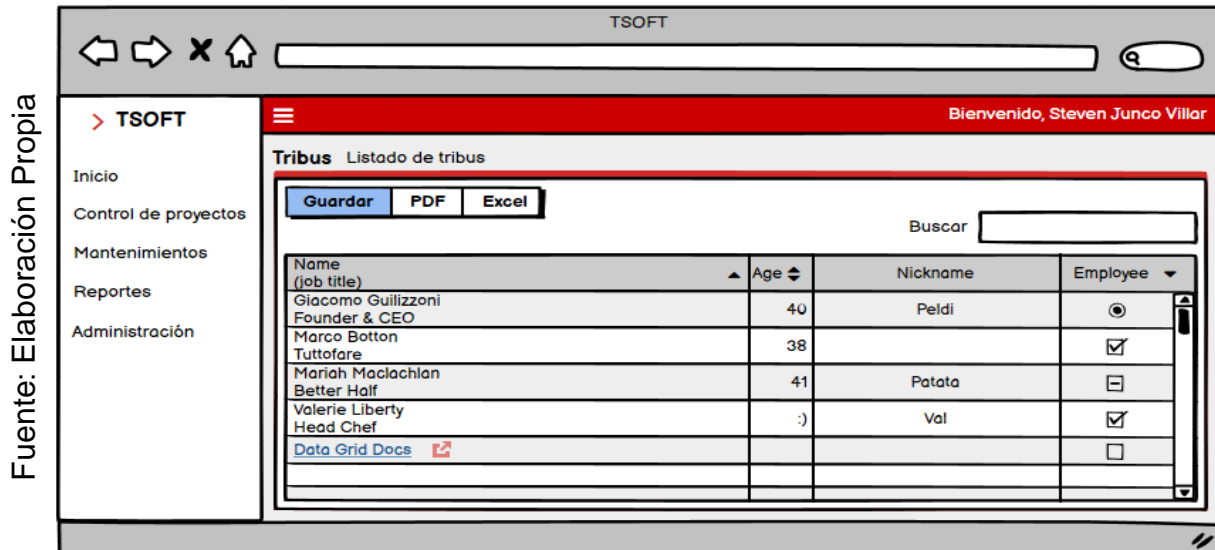 TSOFT
Fuente: Elaboración Propia
> TSOFT
Bienvenido, Steven Junco Villar
Tribus Listado de tribus
Inicio
Control de proyectos
Mantenimientos
Reportes
Administración
Guardar PDF Excel
Buscar
Name
(job title)
Age Nickname Employee
Giacomo Guilizzoni
Founder & CEO
40 Peldi
Marco Botton
Tuttofare
38
Mariah Maclachlan
Better Half
41 Patata
Valerie Liberty
Head Chef
:) Val
Data Grid Docs